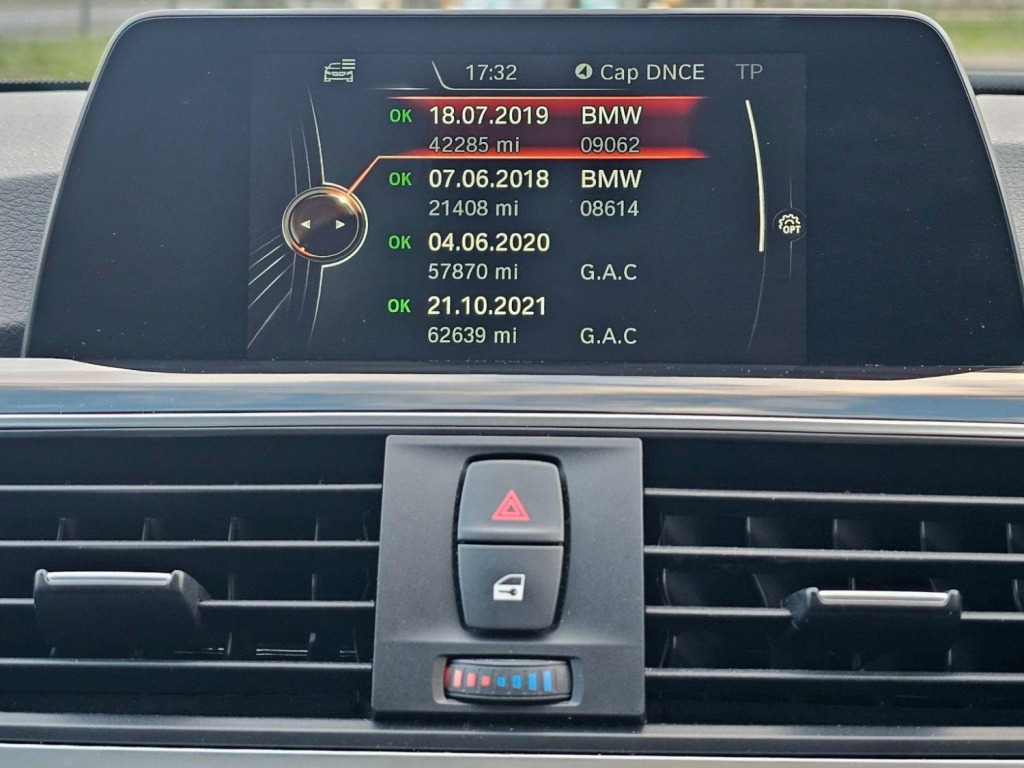 17:32 Cap DNCE TP
OK 18.07.2019 BMW
42285 mi 09062
OK 07.06.2018 BMW
21408 mi 08614
OPT
OK 04.06.2020
57870 mi G.A.C
OK 21.10.2021
62639 mi G.A.C